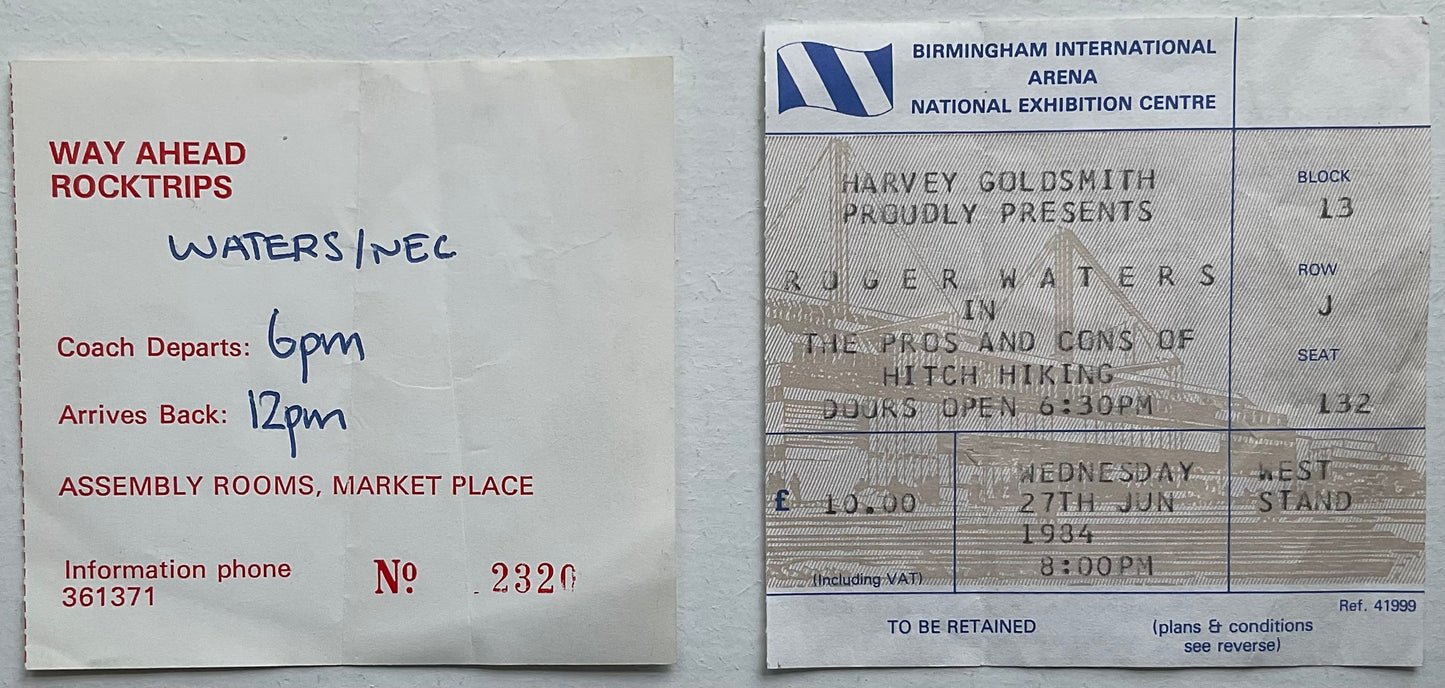 WAY AHEAD
ROCKTRIPS
WATERS/NEC
Coach Departs: 6pm
Arrives Back: 12pm
ASSEMBLY ROOMS, MARKET PLACE
Information phone
361371
No 2320
BIRMINGHAM INTERNATIONAL
ARENA
NATIONAL EXHIBITION CENTRE
HARVEY GOLDSMITH
PROUDLY PRESENTS
ROGER WATERS
IN
THE PROS AND CONS OF
HITCH HIKING
DOORS OPEN 6:30PM
BLOCK
13
ROW
J
SEAT
132
£ 10.00
(Including VAT)
WEDNESDAY
27TH JUN
1984
8:00PM
WEST
STAND
Ref. 41999
TO BE RETAINED
(plans & conditions
see reverse)